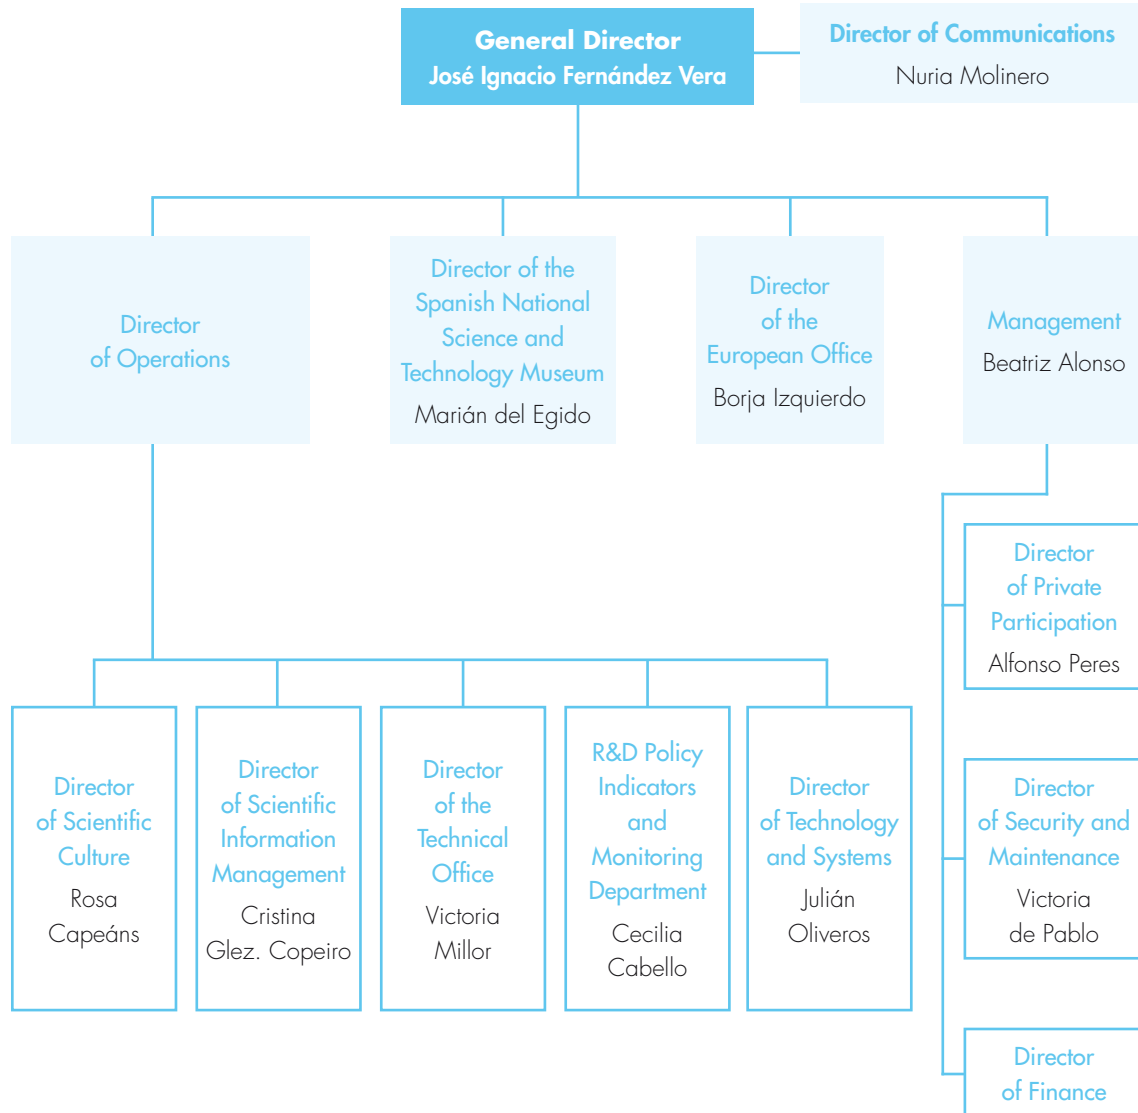 General Director
José Ignacio Fernández Vera
Director of Communications
Nuria Molinero
Director
of Operations
Director of the
Spanish National
Science and
Technology Museum
Marián del Egido
Director
of the
European Office
Borja Izquierdo
Management
Beatriz Alonso
Director
of Private
Participation
Alfonso Peres
Director
of Scientific
Culture
Rosa
Capeáns
Director
of Scientific
Information
Management
Cristina
Glez. Copeiro
Director
of the
Technical
Office
Victoria
Millor
R&D Policy
Indicators
and
Monitoring
Department
Cecilia
Cabello
Director
of Technology
and Systems
Julián
Oliveros
Director
of Security and
Maintenance
Victoria
de Pablo
Director
of Finance